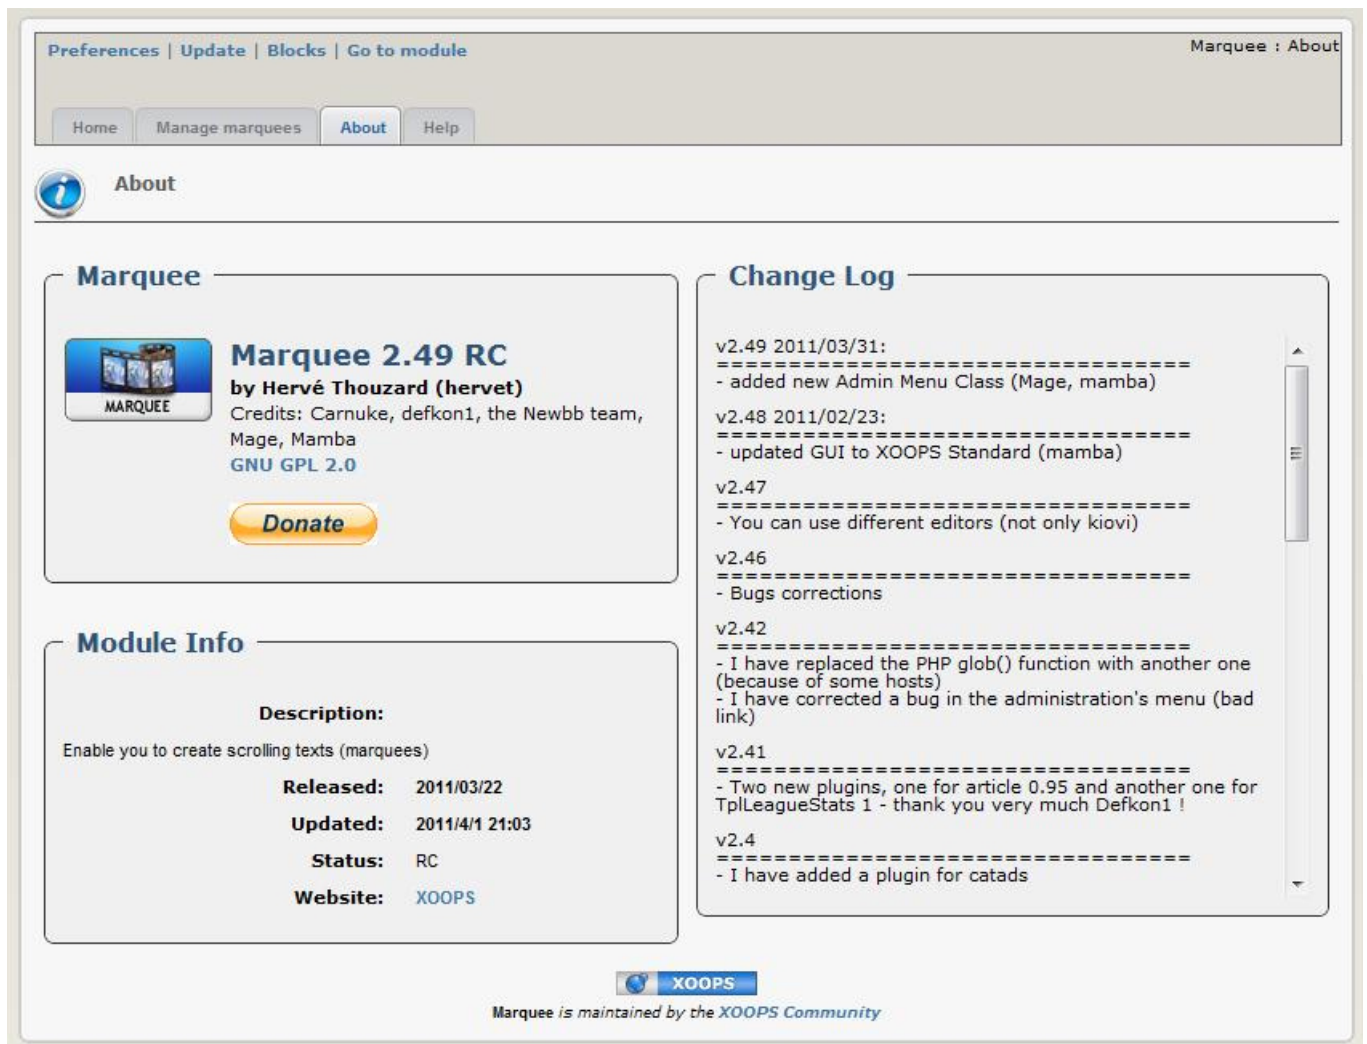 Preferences | Update | Blocks | Go to module
Marquee : About
Home
Manage marquees
About
Help
About
Marquee
MARQUEE
Marquee 2.49 RC
by Hervé Thouzard (hervet)
Credits: Carnuke, defkon1, the Newbb team,
Mage, Mamba
GNU GPL 2.0
Donate
Module Info
Description:
Enable you to create scrolling texts (marquees)
Released: 2011/03/22
Updated: 2011/4/1 21:03
Status: RC
Website: XOOPS
Change Log
v2.49 2011/03/31:
=================================
- added new Admin Menu Class (Mage, mamba)
v2.48 2011/02/23:
=================================
- updated GUI to XOOPS Standard (mamba)
v2.47
=================================
- You can use different editors (not only kiovi)
v2.46
=================================
- Bugs corrections
v2.42
=================================
- I have replaced the PHP glob() function with another one
(because of some hosts)
- I have corrected a bug in the administration's menu (bad
link)
v2.41
=================================
- Two new plugins, one for article 0.95 and another one for
TplLeagueStats 1 - thank you very much Defkon1 !
v2.4
=================================
- I have added a plugin for catads
XOOPS
Marquee is maintained by the XOOPS Community